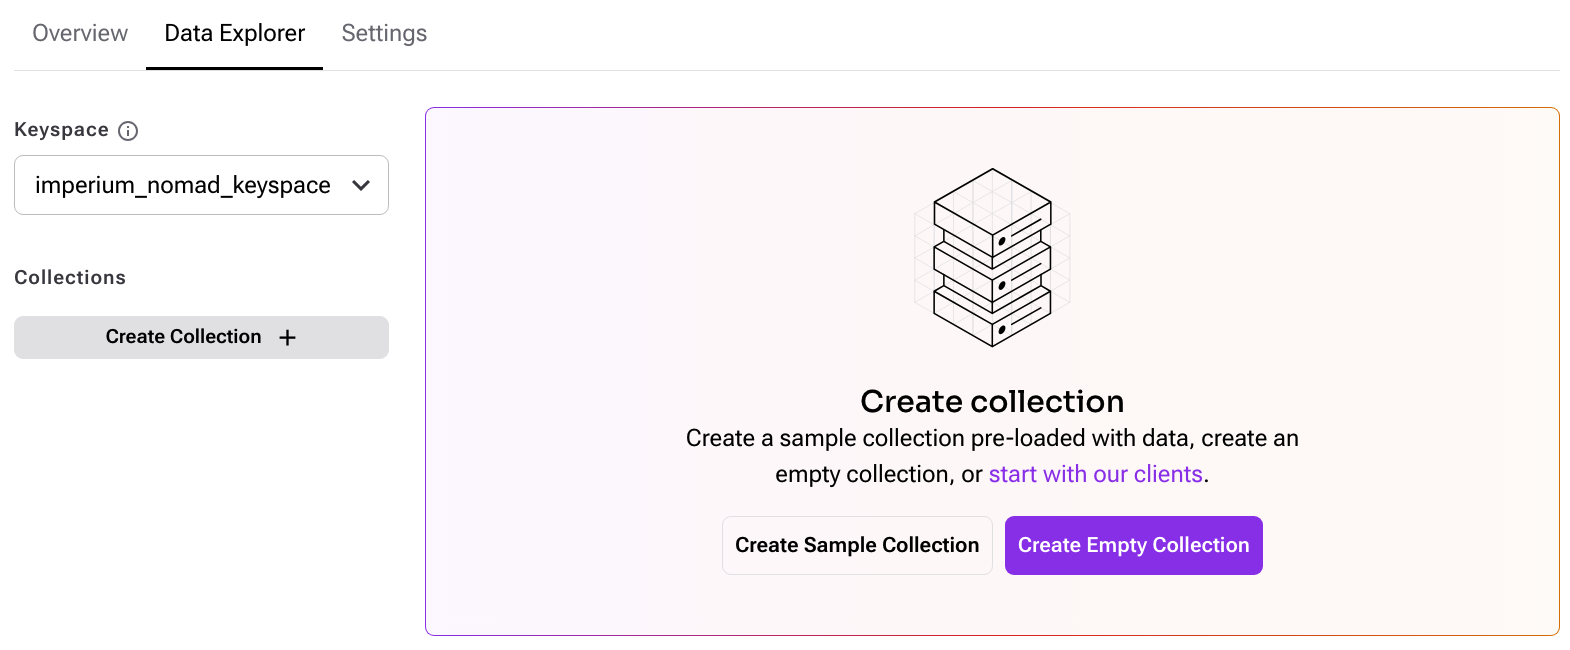 Overview Data Explorer Settings
Keyspace
imperium_nomad_keyspace
Collections
Create Collection +
Create collection
Create a sample collection pre-loaded with data, create an
empty collection, or start with our clients.
Create Sample Collection Create Empty Collection